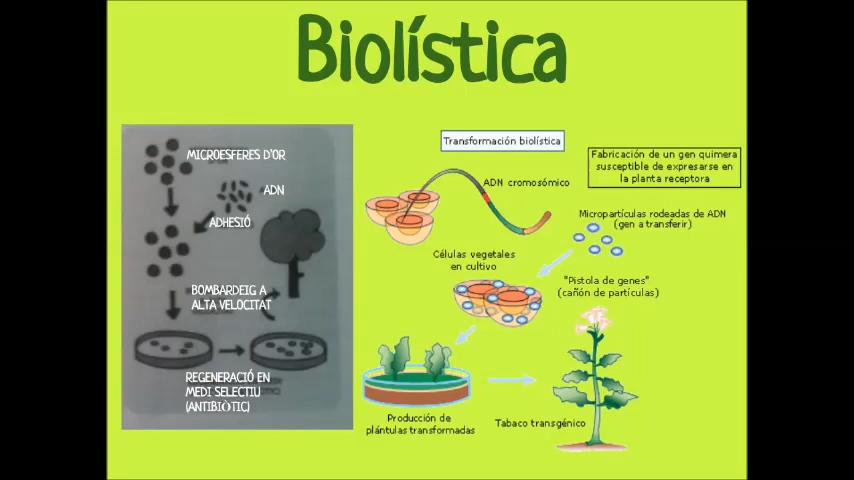 Biolística
MICROESFERES D'OR
ADN
ADHESIÓ
BOMBARDEIG A
ALTA VELOCITAT
REGENERACIÓ EN
MEDI SELECTIU
(ANTIBIÒTIC)
Transformación biolística
Fabricación de un gen quimera
susceptible de expresarse en
la planta receptora
ADN cromosómico
Micropartículas rodeadas de ADN
(gen a transferir)
Células vegetales
en cultivo
"Pistola de genes"
(cañón de partículas)
Producción de
plántulas transformadas
Tabaco transgénico